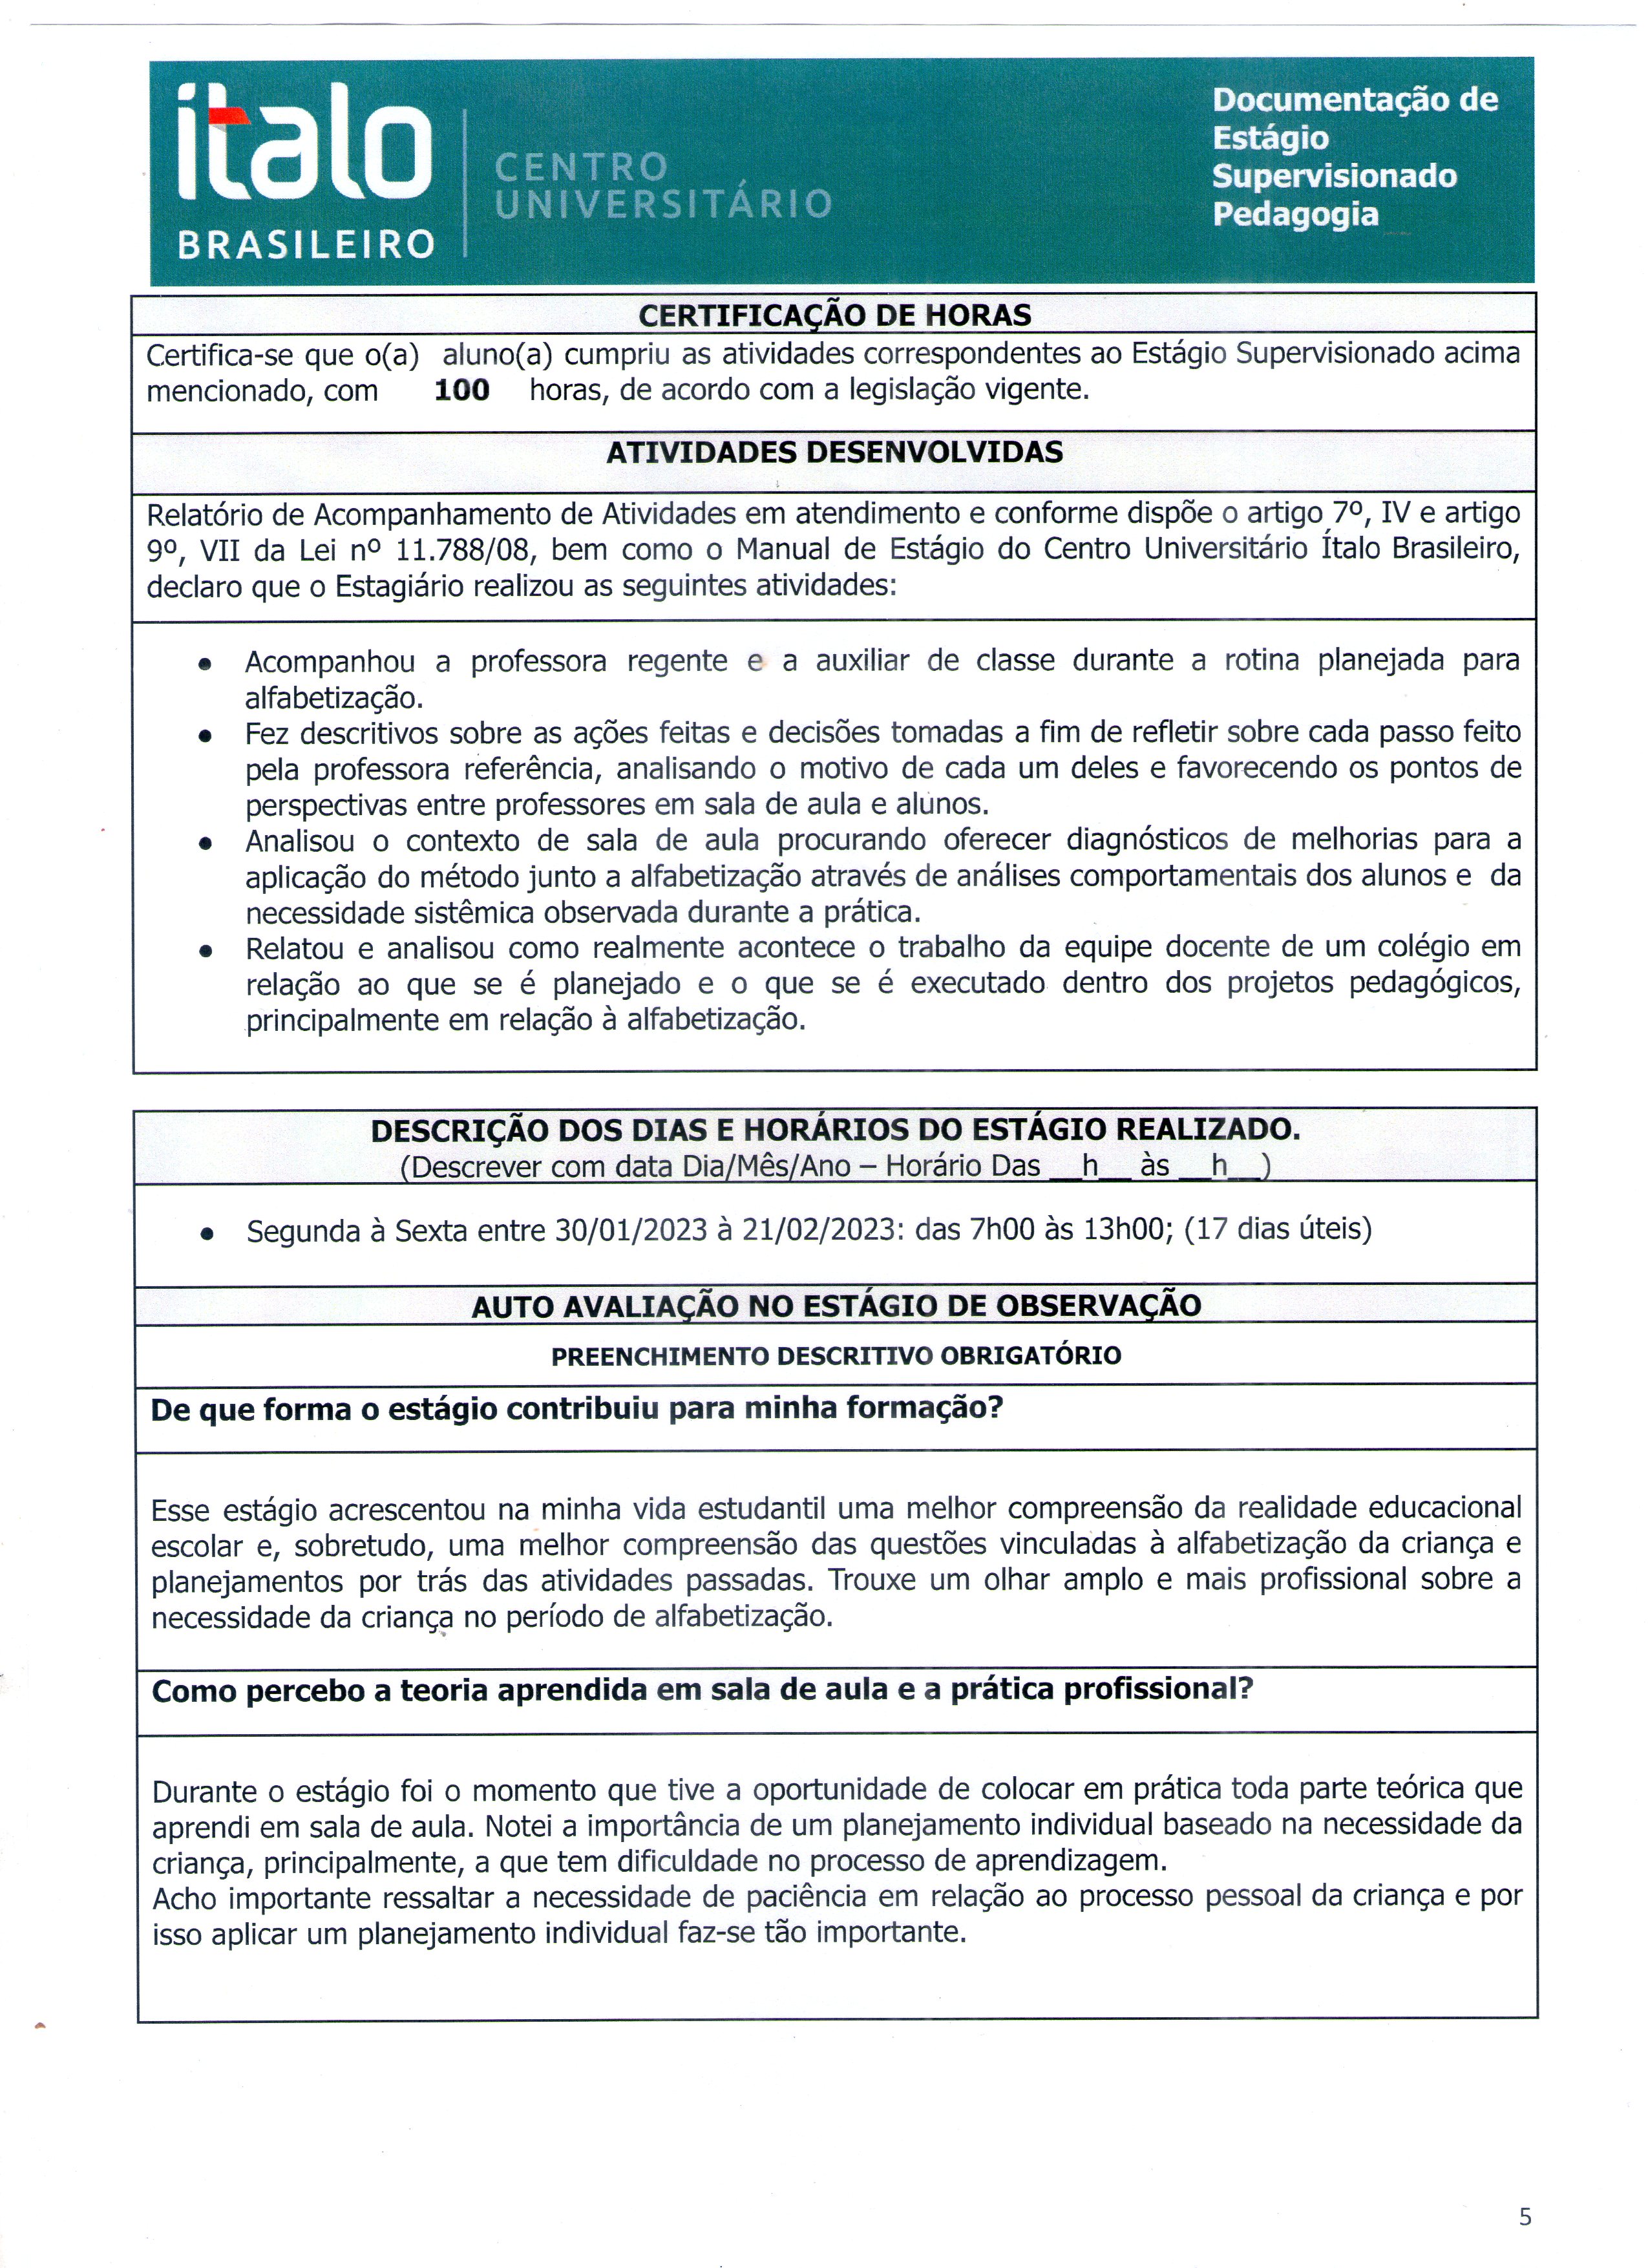 ítalo
BRASILEIRO
CENTRO
UNIVERSITÁRIO
Documentação de
Estágio
Supervisionado
Pedagogia
CERTIFICAÇÃO DE HORAS
Certifica-se que o(a) aluno(a) cumpriu as atividades correspondentes ao Estágio Supervisionado acima
mencionado, com 100 horas, de acordo com a legislação vigente.
ATIVIDADES DESENVOLVIDAS
Relatório de Acompanhamento de Atividades em atendimento e conforme dispõe o artigo 7º, IV e artigo
9º, VII da Lei nº 11.788/08, bem como o Manual de Estágio do Centro Universitário Ítalo Brasileiro,
declaro que o Estagiário realizou as seguintes atividades:
• Acompanhou a professora regente e a auxiliar de classe durante a rotina planejada para
alfabetização.
• Fez descritivos sobre as ações feitas e decisões tomadas a fim de refletir sobre cada passo feito
pela professora referência, analisando o motivo de cada um deles e favorecendo os pontos de
perspectivas entre professores em sala de aula e alunos.
• Analisou o contexto de sala de aula procurando oferecer diagnósticos de melhorias para a
aplicação do método junto a alfabetização através de análises comportamentais dos alunos e da
necessidade sistêmica observada durante a prática.
• Relatou e analisou como realmente acontece o trabalho da equipe docente de um colégio em
relação ao que se é planejado e o que se é executado dentro dos projetos pedagógicos,
principalmente em relação à alfabetização.
DESCRIÇÃO DOS DIAS E HORÁRIOS DO ESTÁGIO REALIZADO.
(Descrever com data Dia/Mês/Ano – Horário Das __h__ às __h__)
• Segunda à Sexta entre 30/01/2023 à 21/02/2023: das 7h00 às 13h00; (17 dias úteis)
AUTO AVALIAÇÃO NO ESTÁGIO DE OBSERVAÇÃO
PREENCHIMENTO DESCRITIVO OBRIGATÓRIO
De que forma o estágio contribuiu para minha formação?
Esse estágio acrescentou na minha vida estudantil uma melhor compreensão da realidade educacional
escolar e, sobretudo, uma melhor compreensão das questões vinculadas à alfabetização da criança e
planejamentos por trás das atividades passadas. Trouxe um olhar amplo e mais profissional sobre a
necessidade da criança no período de alfabetização.
Como percebo a teoria aprendida em sala de aula e a prática profissional?
Durante o estágio foi o momento que tive a oportunidade de colocar em prática toda parte teórica que
aprendi em sala de aula. Notei a importância de um planejamento individual baseado na necessidade da
criança, principalmente, a que tem dificuldade no processo de aprendizagem.
Acho importante ressaltar a necessidade de paciência em relação ao processo pessoal da criança e por
isso aplicar um planejamento individual faz-se tão importante.
5